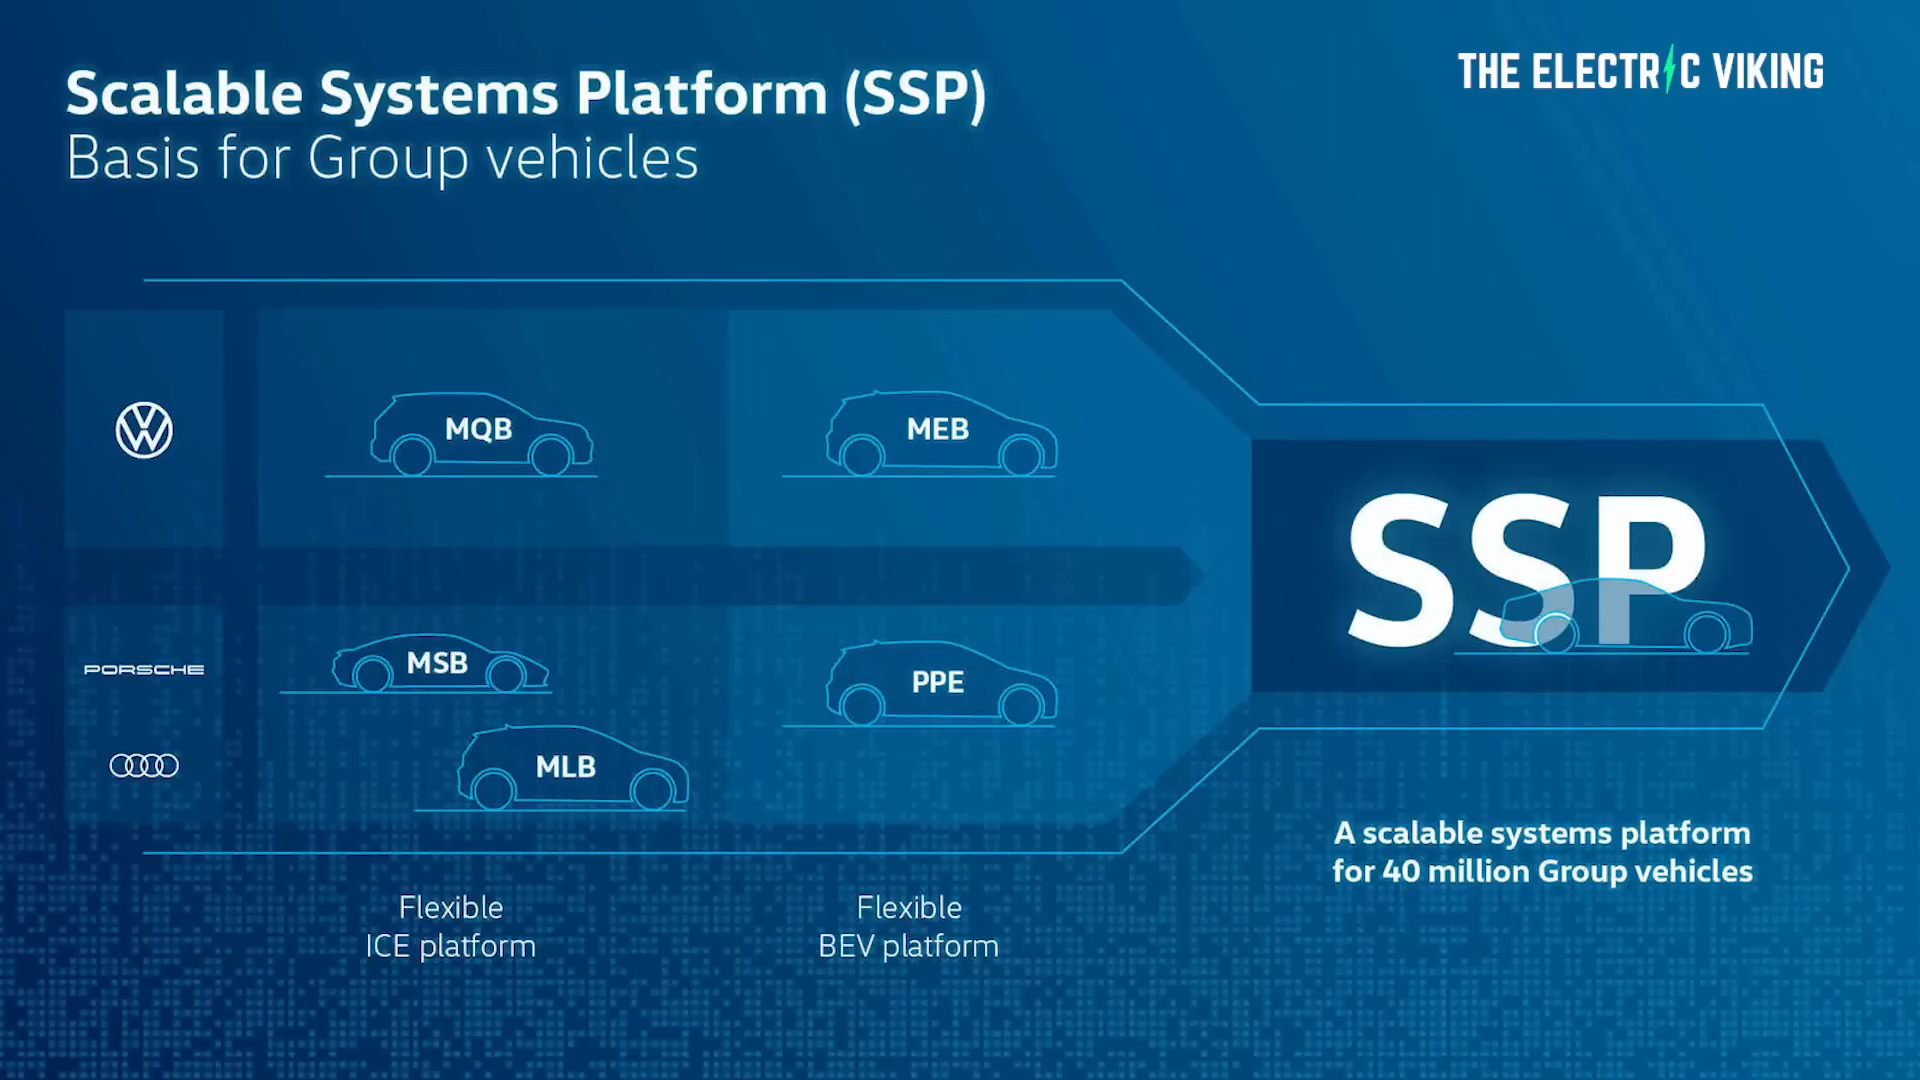 Scalable Systems Platform (SSP)
Basis for Group vehicles
THE ELECTRIC VIKING
MQB
MEB
SSP
PORSCHE
MSB
PPE
MLB
A scalable systems platform
for 40 million Group vehicles
Flexible
ICE platform
Flexible
BEV platform